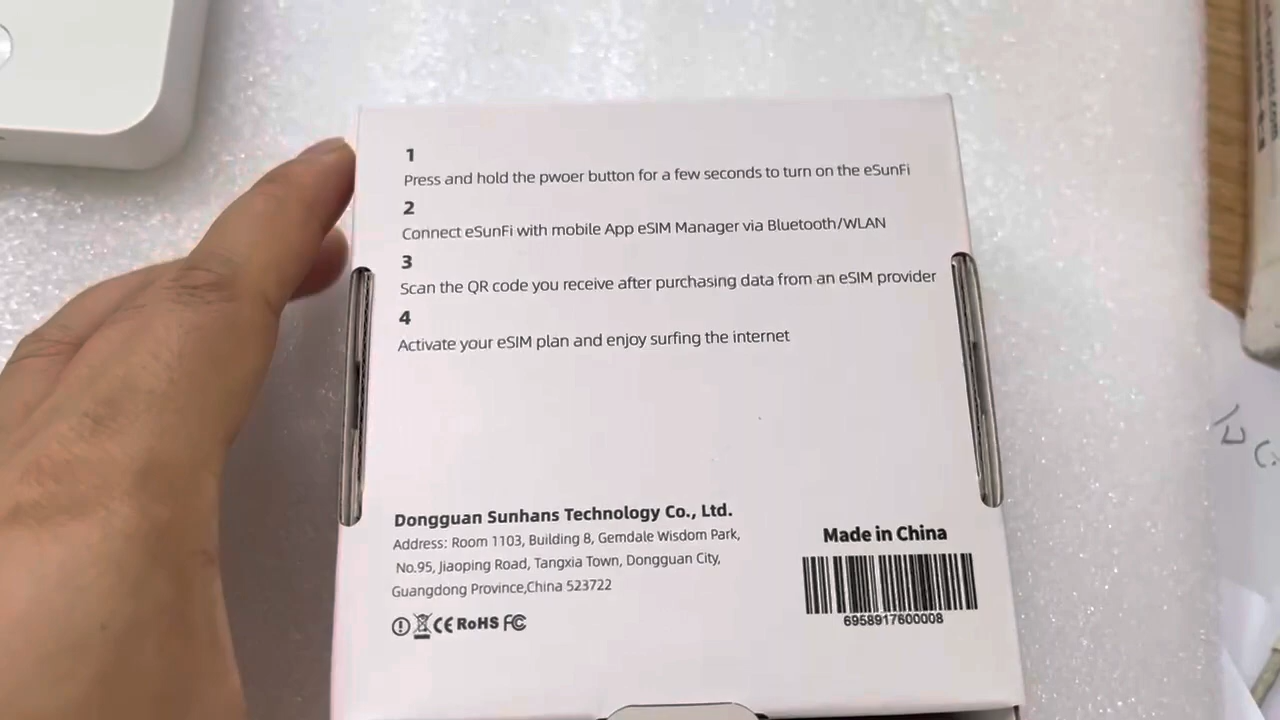 1
Press and hold the pwoer button for a few seconds to turn on the eSunFi
2
Connect eSunFi with mobile App eSIM Manager via Bluetooth/WLAN
3
Scan the QR code you receive after purchasing data from an eSIM provider
4
Activate your eSIM plan and enjoy surfing the internet
Dongguan Sunhans Technology Co., Ltd.
Address: Room 1103, Building 8, Gemdale Wisdom Park,
No.95, Jiaoping Road, Tangxia Town, Dongguan City,
Guangdong Province,China 523722
CE RoHS FC
Made in China
6958917600008